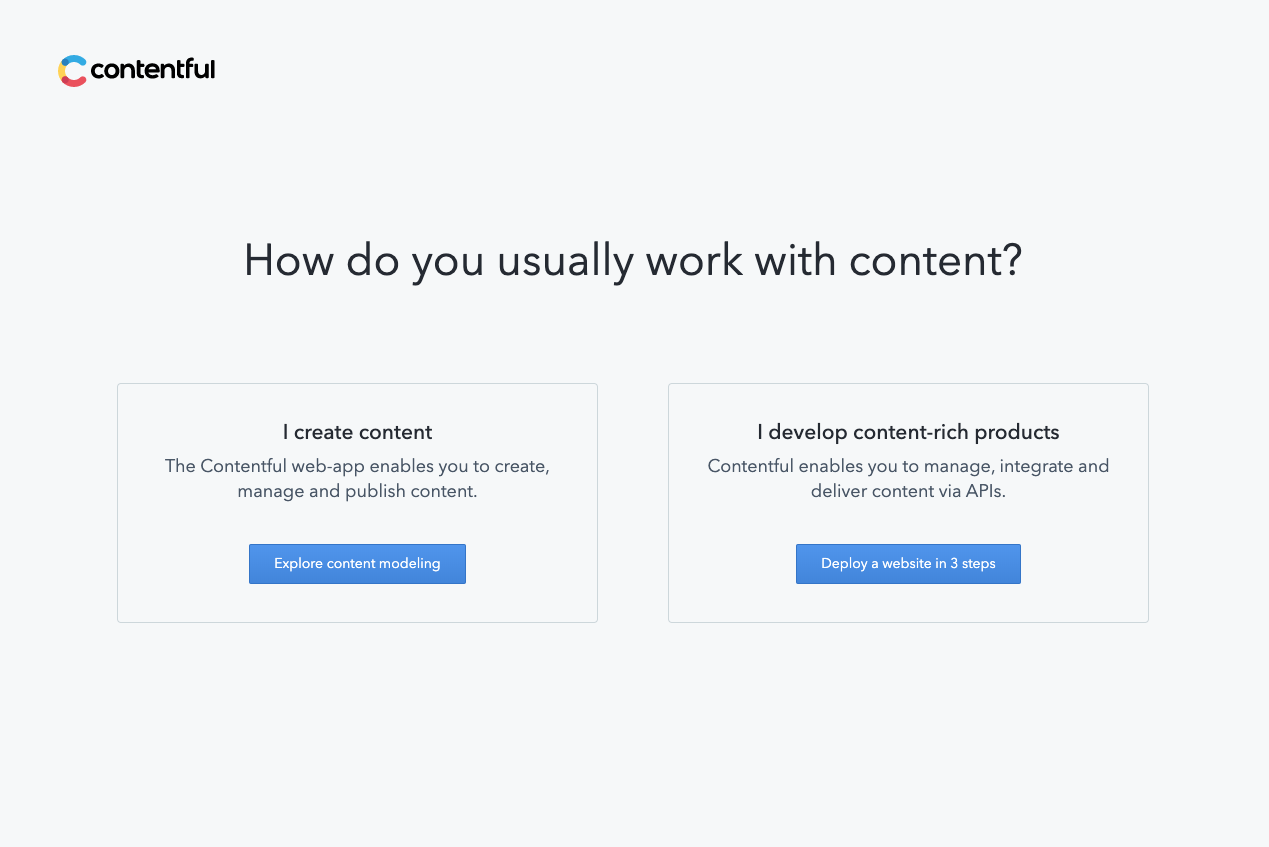 contentful
How do you usually work with content?
I create content
The Contentful web-app enables you to create,
manage and publish content.
Explore content modeling
I develop content-rich products
Contentful enables you to manage, integrate and
deliver content via APIs.
Deploy a website in 3 steps